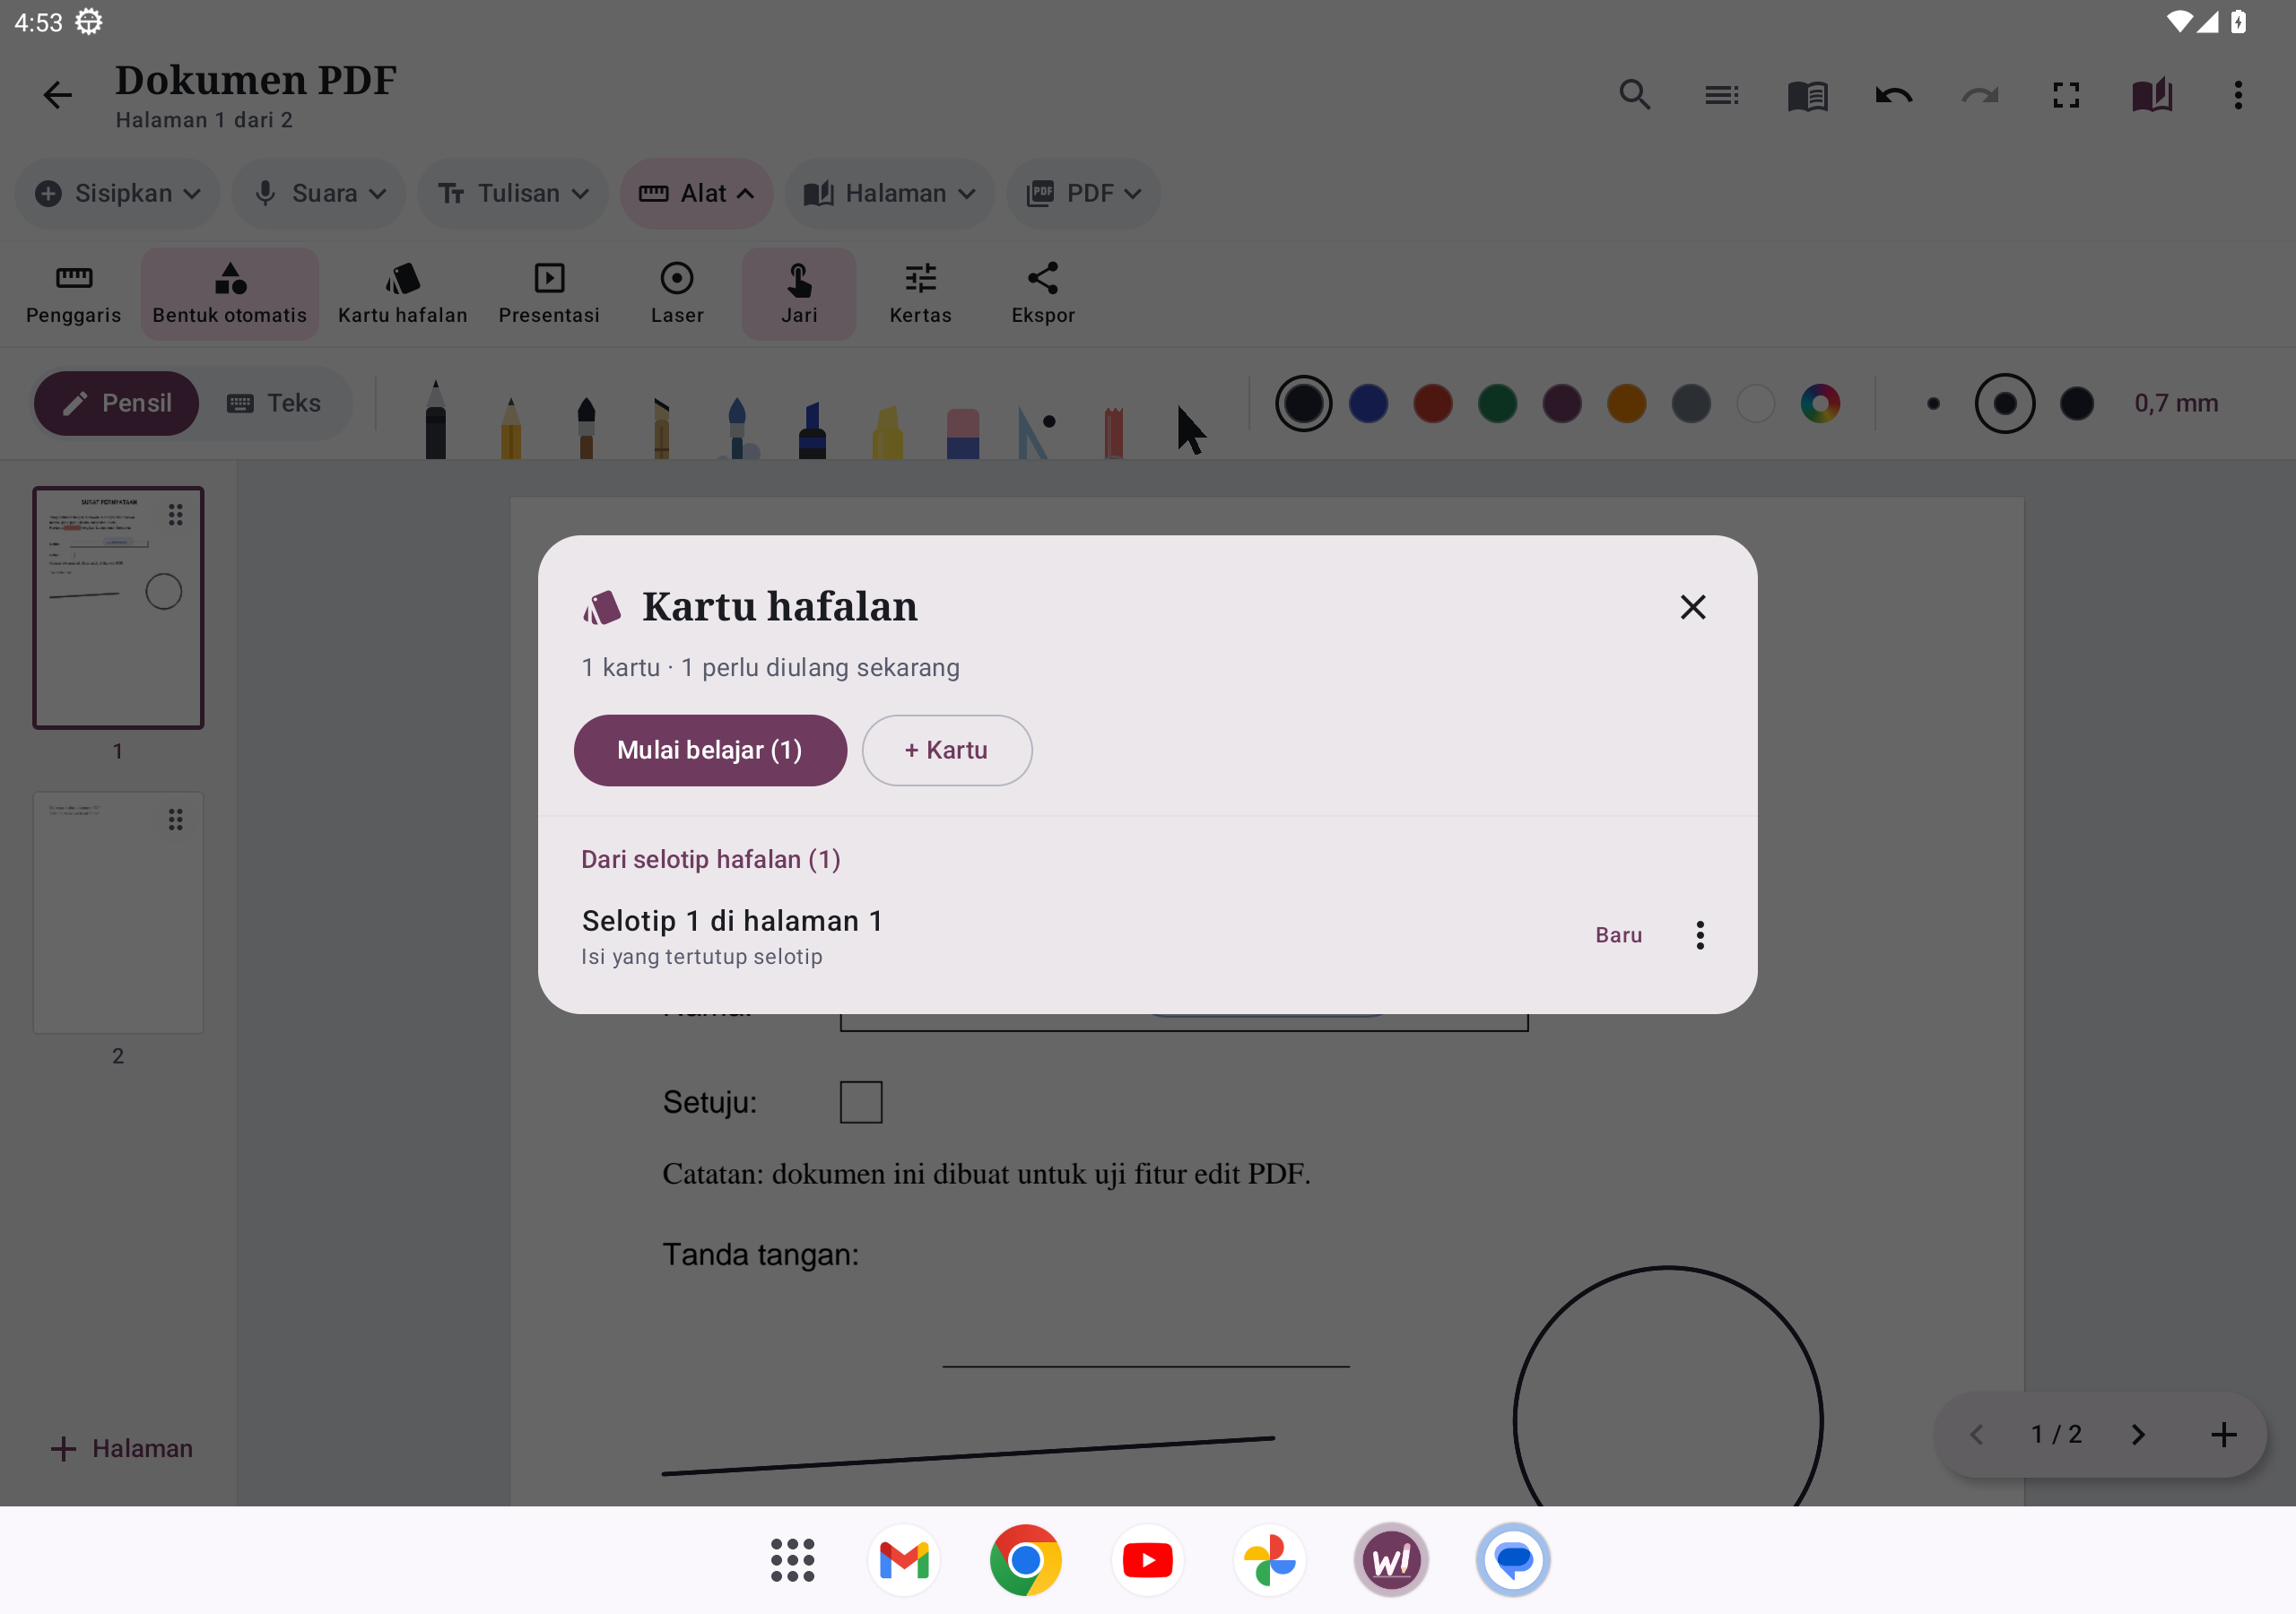 4:53
Dokumen PDF
Halaman 1 dari 2
Sisipkan
Suara
Tulisan
Alat
Halaman
PDF
Penggaris
Bentuk otomatis
Kartu hafalan
Presentasi
Laser
Jari
Kertas
Ekspor
Pensil
Teks
0,7 mm
SURAT PERNYATAAN
1
2
+ Halaman
Kartu hafalan
1 kartu · 1 perlu diulang sekarang
Mulai belajar (1)
+ Kartu
Dari selotip hafalan (1)
Selotip 1 di halaman 1
Isi yang tertutup selotip
Baru
Setuju:
Catatan: dokumen ini dibuat untuk uji fitur edit PDF.
Tanda tangan:
1 / 2